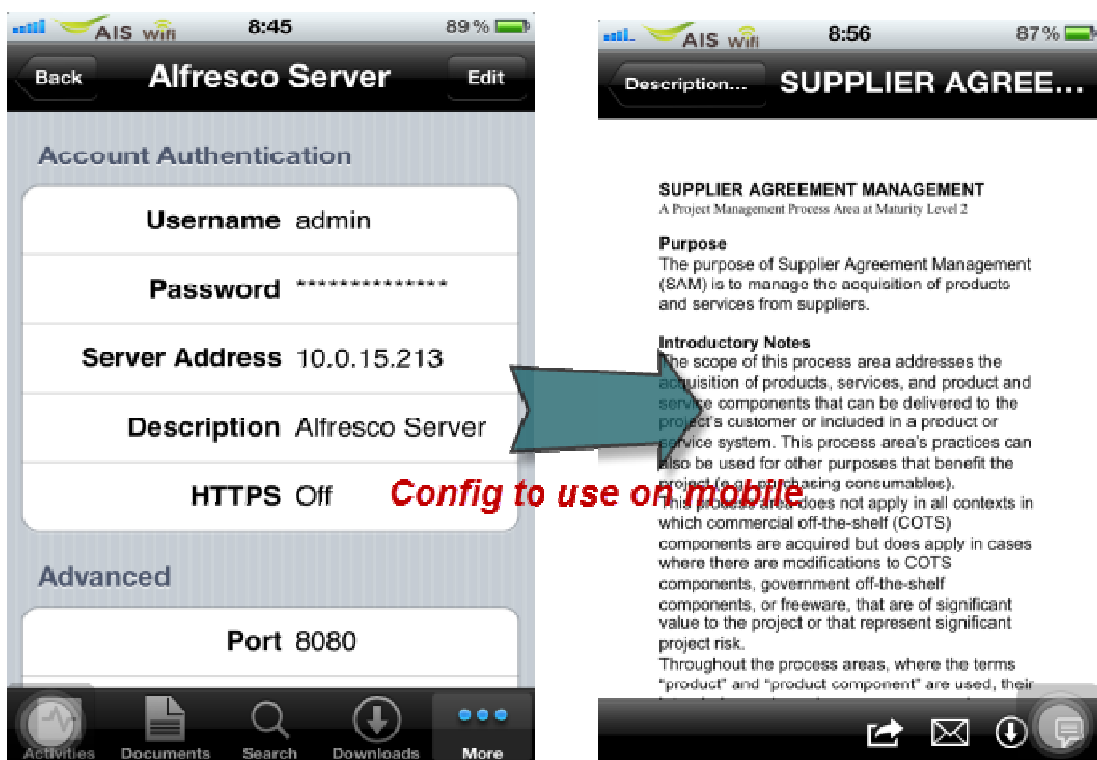 AIS wifi 8:45 89 %
Back Alfresco Server Edit
Account Authentication
Username admin
Password **************
Server Address 10.0.15.213
Description Alfresco Server
HTTPS Off
Advanced
Port 8080
Activities Documents Search Downloads More
Config to use on mobile
AIS wifi 8:56 87 %
Description... SUPPLIER AGREE...
SUPPLIER AGREEMENT MANAGEMENT
A Project Management Process Area at Maturity Level 2
Purpose
The purpose of Supplier Agreement Management
(SAM) is to manage the acquisition of products
and services from suppliers.
Introductory Notes
The scope of this process area addresses the
acquisition of products, services, and product and
service components that can be delivered to the
project's customer or included in a product or
service system. This process area's practices can
also be used for other purposes that benefit the
project (e.g., purchasing consumables).
This process area does not apply in all contexts in
which commercial off-the-shelf (COTS)
components are acquired but does apply in cases
where there are modifications to COTS
components, government off-the-shelf
components, or freeware, that are of significant
value to the project or that represent significant
project risk.
Throughout the process areas, where the terms
"product" and "product component" are used, their